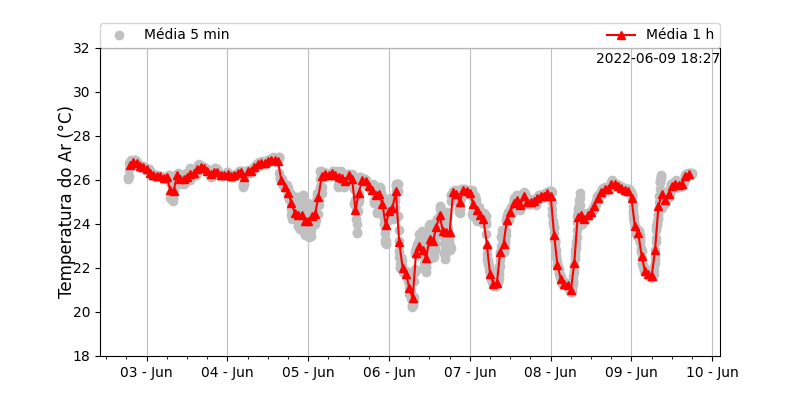 Média 5 min
Média 1 h
2022-06-09 18:27
Temperatura do Ar (°C)
32
30
28
26
24
22
20
18
03 - Jun
04 - Jun
05 - Jun
06 - Jun
07 - Jun
08 - Jun
09 - Jun
10 - Jun